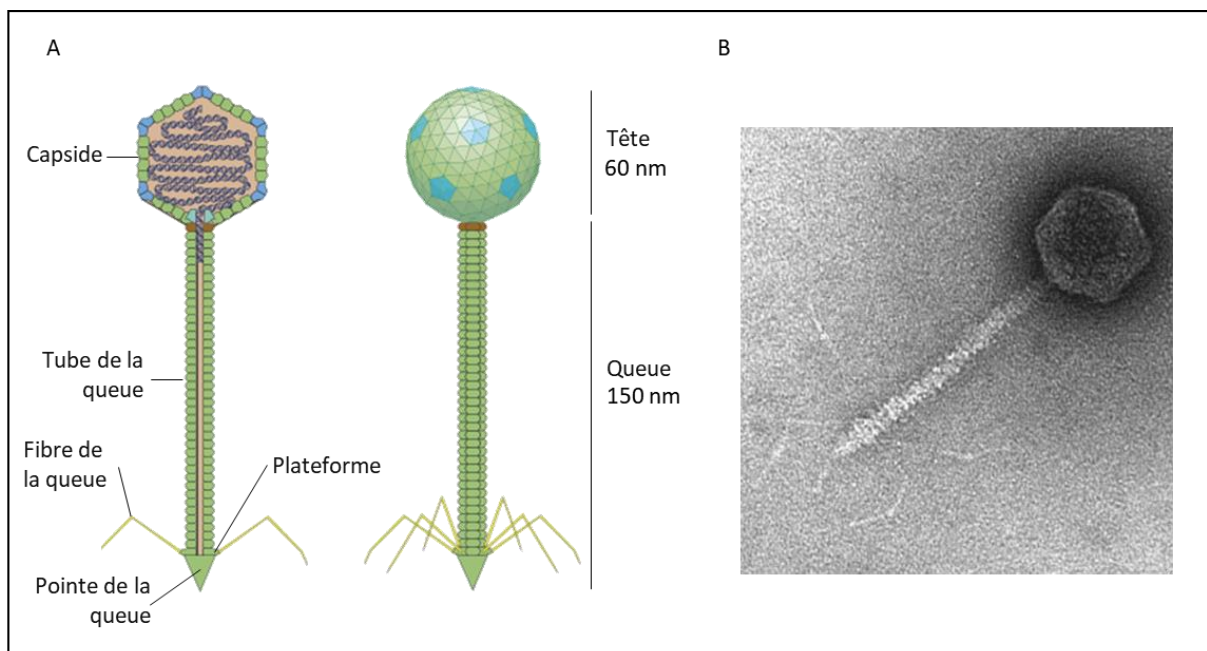 A
B
Capside
Tête
60 nm
Tube de la
queue
Queue
150 nm
Fibre de
la queue
Plateforme
Pointe de la
queue